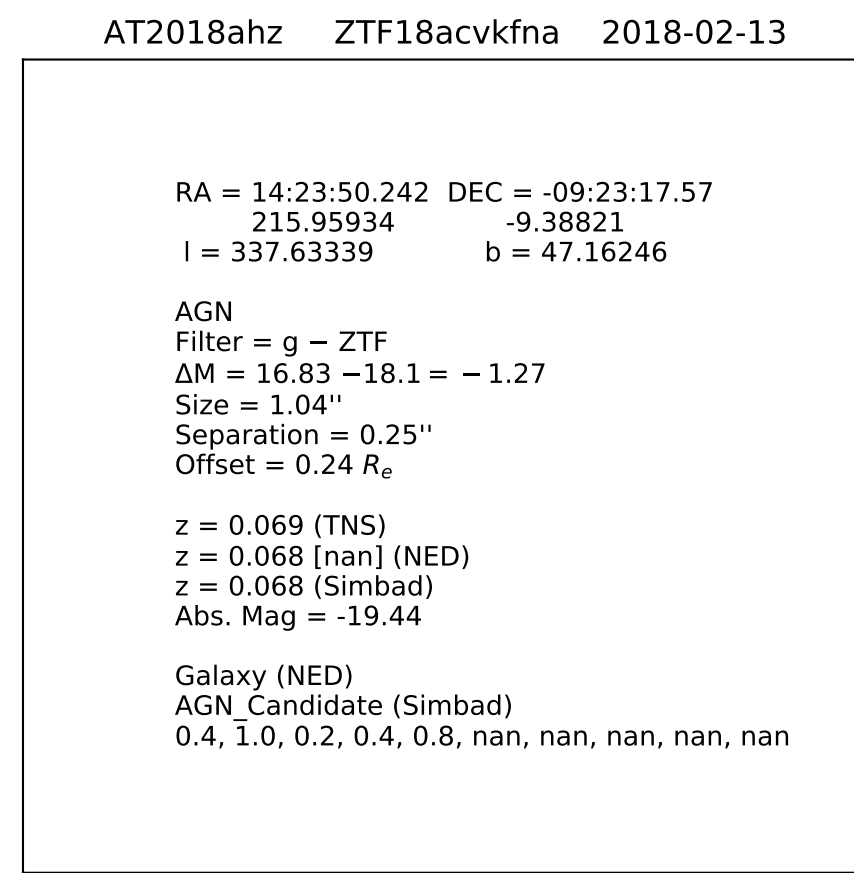 AT2018ahz ZTF18acvkfna 2018-02-13
RA = 14:23:50.242 DEC = -09:23:17.57
215.95934 -9.38821
l = 337.63339 b = 47.16246
AGN
Filter = g − ZTF
ΔM = 16.83 −18.1 = − 1.27
Size = 1.04''
Separation = 0.25''
Offset = 0.24 Rₑ
z = 0.069 (TNS)
z = 0.068 [nan] (NED)
z = 0.068 (Simbad)
Abs. Mag = -19.44
Galaxy (NED)
AGN_Candidate (Simbad)
0.4, 1.0, 0.2, 0.4, 0.8, nan, nan, nan, nan, nan